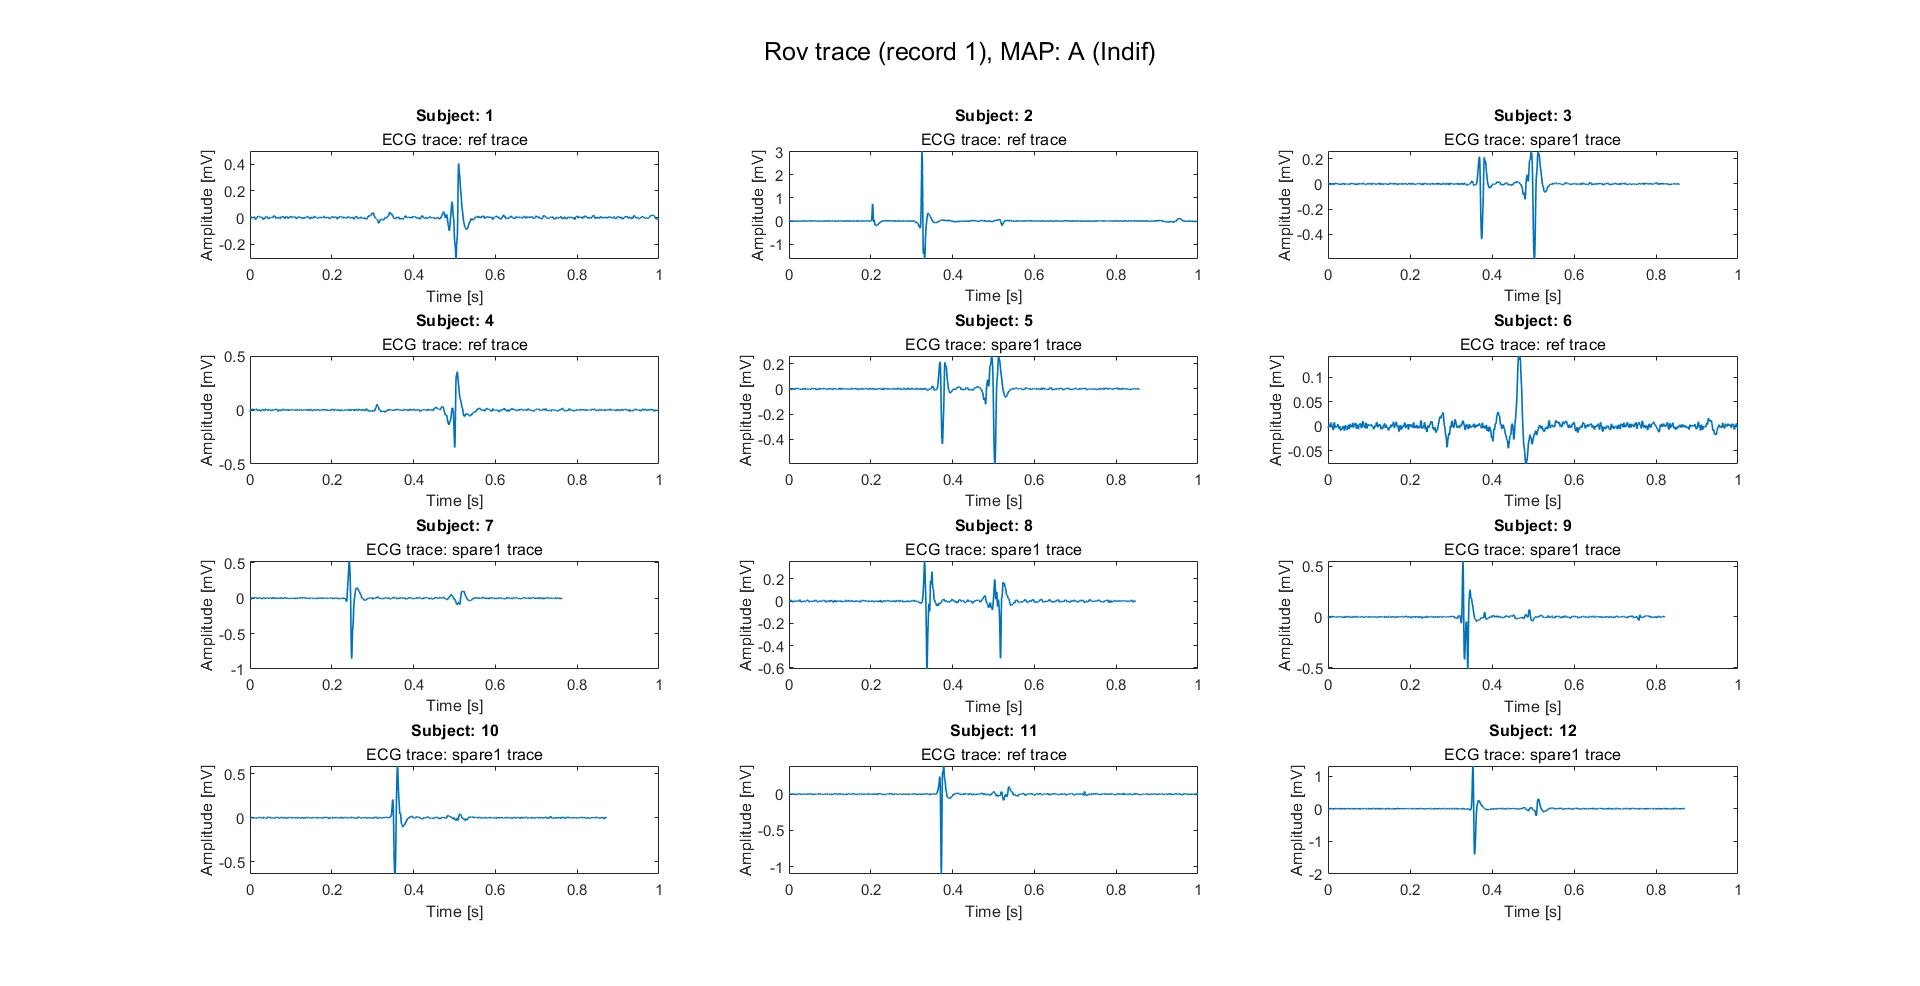 Rov trace (record 1), MAP: A (Indif)
Subject: 1
ECG trace: ref trace
Amplitude [mV]
0.4
0.2
0
-0.2
0 0.2 0.4 0.6 0.8 1
Time [s]
Subject: 2
ECG trace: ref trace
Amplitude [mV]
3
2
1
0
-1
0 0.2 0.4 0.6 0.8 1
Time [s]
Subject: 3
ECG trace: spare1 trace
Amplitude [mV]
0.2
0
-0.2
-0.4
0 0.2 0.4 0.6 0.8 1
Time [s]
Subject: 4
ECG trace: ref trace
Amplitude [mV]
0.5
0
-0.5
0 0.2 0.4 0.6 0.8 1
Time [s]
Subject: 5
ECG trace: spare1 trace
Amplitude [mV]
0.2
0
-0.2
-0.4
0 0.2 0.4 0.6 0.8 1
Time [s]
Subject: 6
ECG trace: ref trace
Amplitude [mV]
0.1
0.05
0
-0.05
0 0.2 0.4 0.6 0.8 1
Time [s]
Subject: 7
ECG trace: spare1 trace
Amplitude [mV]
0.5
0
-0.5
-1
0 0.2 0.4 0.6 0.8 1
Time [s]
Subject: 8
ECG trace: spare1 trace
Amplitude [mV]
0.2
0
-0.2
-0.4
-0.6
0 0.2 0.4 0.6 0.8 1
Time [s]
Subject: 9
ECG trace: spare1 trace
Amplitude [mV]
0.5
0
-0.5
0 0.2 0.4 0.6 0.8 1
Time [s]
Subject: 10
ECG trace: spare1 trace
Amplitude [mV]
0.5
0
-0.5
0 0.2 0.4 0.6 0.8 1
Time [s]
Subject: 11
ECG trace: ref trace
Amplitude [mV]
0
-0.5
-1
0 0.2 0.4 0.6 0.8 1
Time [s]
Subject: 12
ECG trace: spare1 trace
Amplitude [mV]
1
0
-1
-2
0 0.2 0.4 0.6 0.8 1
Time [s]